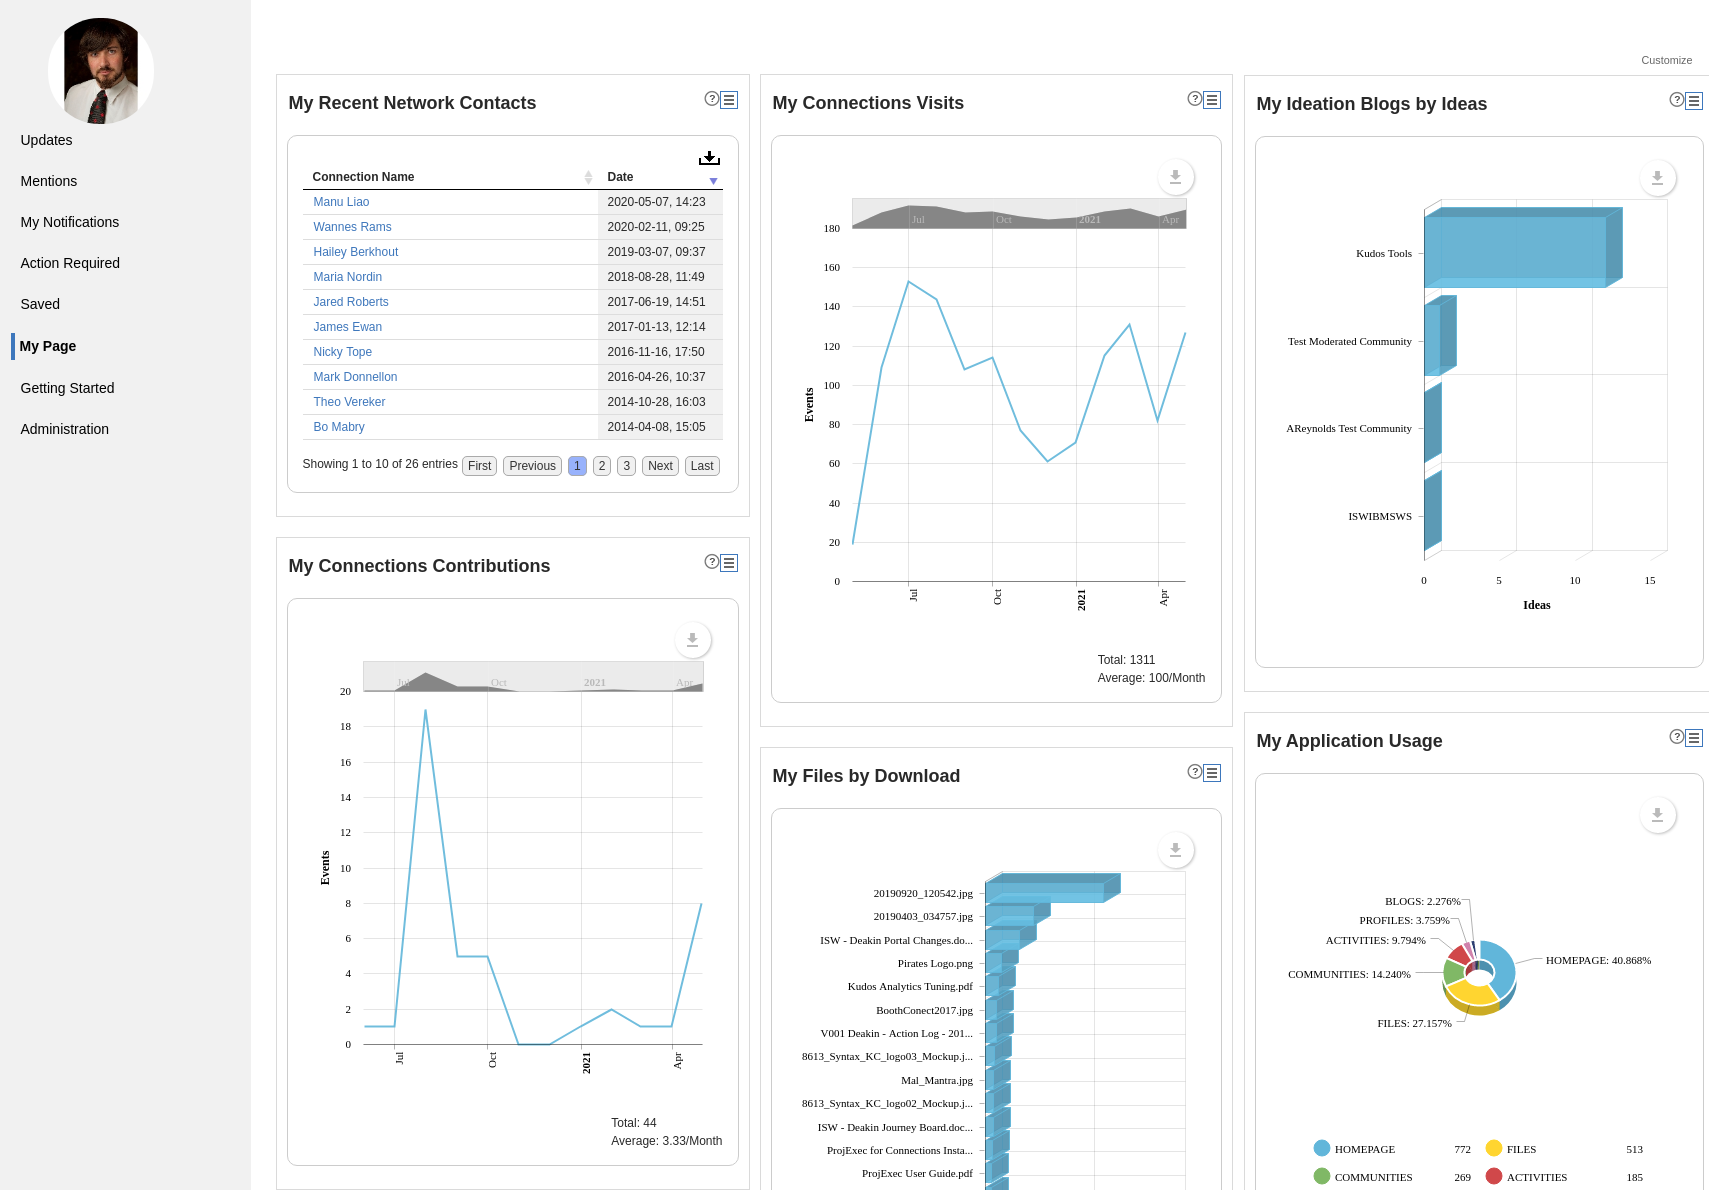 Updates
Mentions
My Notifications
Action Required
Saved
My Page
Getting Started
Administration
Customize
My Recent Network Contacts
?
Connection Name Date
Manu Liao 2020-05-07, 14:23
Wannes Rams 2020-02-11, 09:25
Hailey Berkhout 2019-03-07, 09:37
Maria Nordin 2018-08-28, 11:49
Jared Roberts 2017-06-19, 14:51
James Ewan 2017-01-13, 12:14
Nicky Tope 2016-11-16, 17:50
Mark Donnellon 2016-04-26, 10:37
Theo Vereker 2014-10-28, 16:03
Bo Mabry 2014-04-08, 15:05
Showing 1 to 10 of 26 entries First Previous 1 2 3 Next Last
My Connections Contributions
?
Jul Oct 2021 Apr
20
18
16
14
12
10
8
6
4
2
0
Events
Jul Oct 2021 Apr
Total: 44
Average: 3.33/Month
My Connections Visits
?
Jul Oct 2021 Apr
180
160
140
120
100
80
60
40
20
0
Events
Jul Oct 2021 Apr
Total: 1311
Average: 100/Month
My Files by Download
?
20190920_120542.jpg
20190403_034757.jpg
ISW - Deakin Portal Changes.do...
Pirates Logo.png
Kudos Analytics Tuning.pdf
BoothConect2017.jpg
V001 Deakin - Action Log - 201...
8613_Syntax_KC_logo03_Mockup.j...
Mal_Mantra.jpg
8613_Syntax_KC_logo02_Mockup.j...
ISW - Deakin Journey Board.doc...
ProjExec for Connections Insta...
ProjExec User Guide.pdf
My Ideation Blogs by Ideas
?
Kudos Tools
Test Moderated Community
AReynolds Test Community
ISWIBMSWS
0 5 10 15
Ideas
My Application Usage
?
BLOGS: 2.276%
PROFILES: 3.759%
ACTIVITIES: 9.794%
COMMUNITIES: 14.240%
HOMEPAGE: 40.868%
FILES: 27.157%
HOMEPAGE 772 FILES 513
COMMUNITIES 269 ACTIVITIES 185